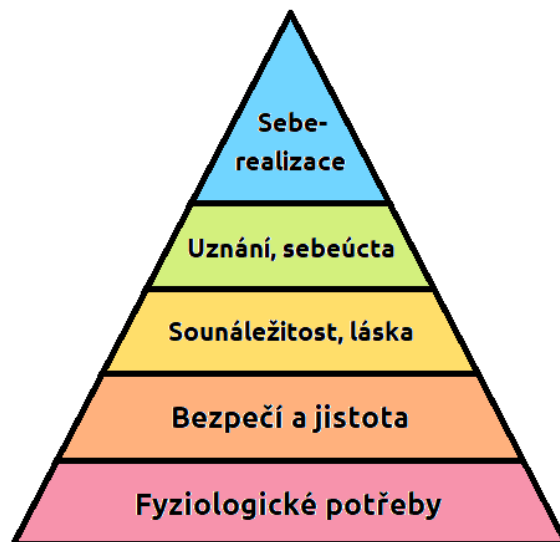 Sebe-
realizace
Uznání, sebeúcta
Sounáležitost, láska
Bezpečí a jistota
Fyziologické potřeby